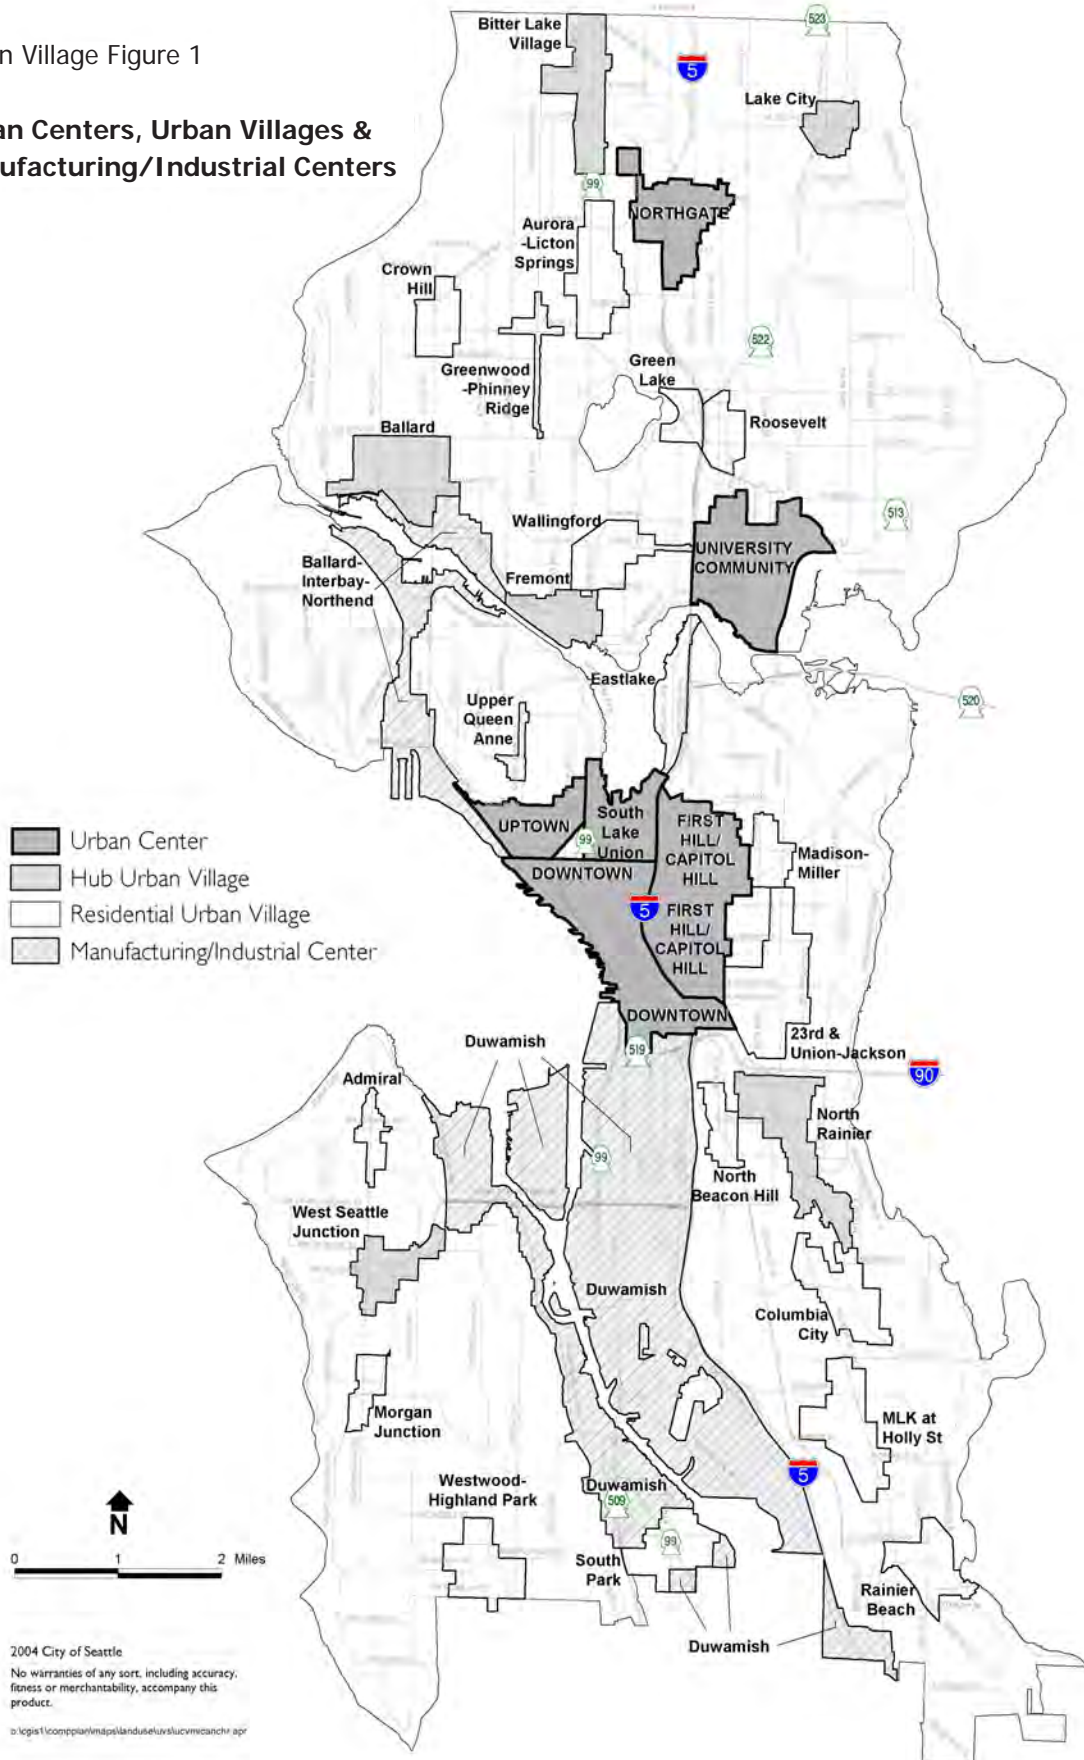 n Village Figure 1
an Centers, Urban Villages &
nufacturing/Industrial Centers
Bitter Lake
Village
523
5
Lake City
99
NORTHGATE
Aurora
-Licton
Springs
Crown
Hill
522
Greenwood
-Phinney
Ridge
Green
Lake
Roosevelt
Ballard
513
Wallingford
UNIVERSITY
COMMUNITY
Ballard-
Interbay-
Northend
Fremont
Eastlake
520
Upper
Queen
Anne
UPTOWN
South
Lake
Union
99
FIRST
HILL/
CAPITOL
HILL
Madison-
Miller
DOWNTOWN
5
FIRST
HILL/
CAPITOL
HILL
DOWNTOWN
Urban Center
Hub Urban Village
Residential Urban Village
Manufacturing/Industrial Center
23rd &
Union-Jackson
519
90
Duwamish
Admiral
North
Rainier
99
North
Beacon Hill
West Seattle
Junction
Duwamish
Columbia
City
Morgan
Junction
MLK at
Holly St
5
Westwood-
Highland Park
Duwamish
509
99
South
Park
Rainier
Beach
Duwamish
N
0 1 2 Miles
2004 City of Seattle
No warranties of any sort, including accuracy,
fitness or merchantability, accompany this
product.